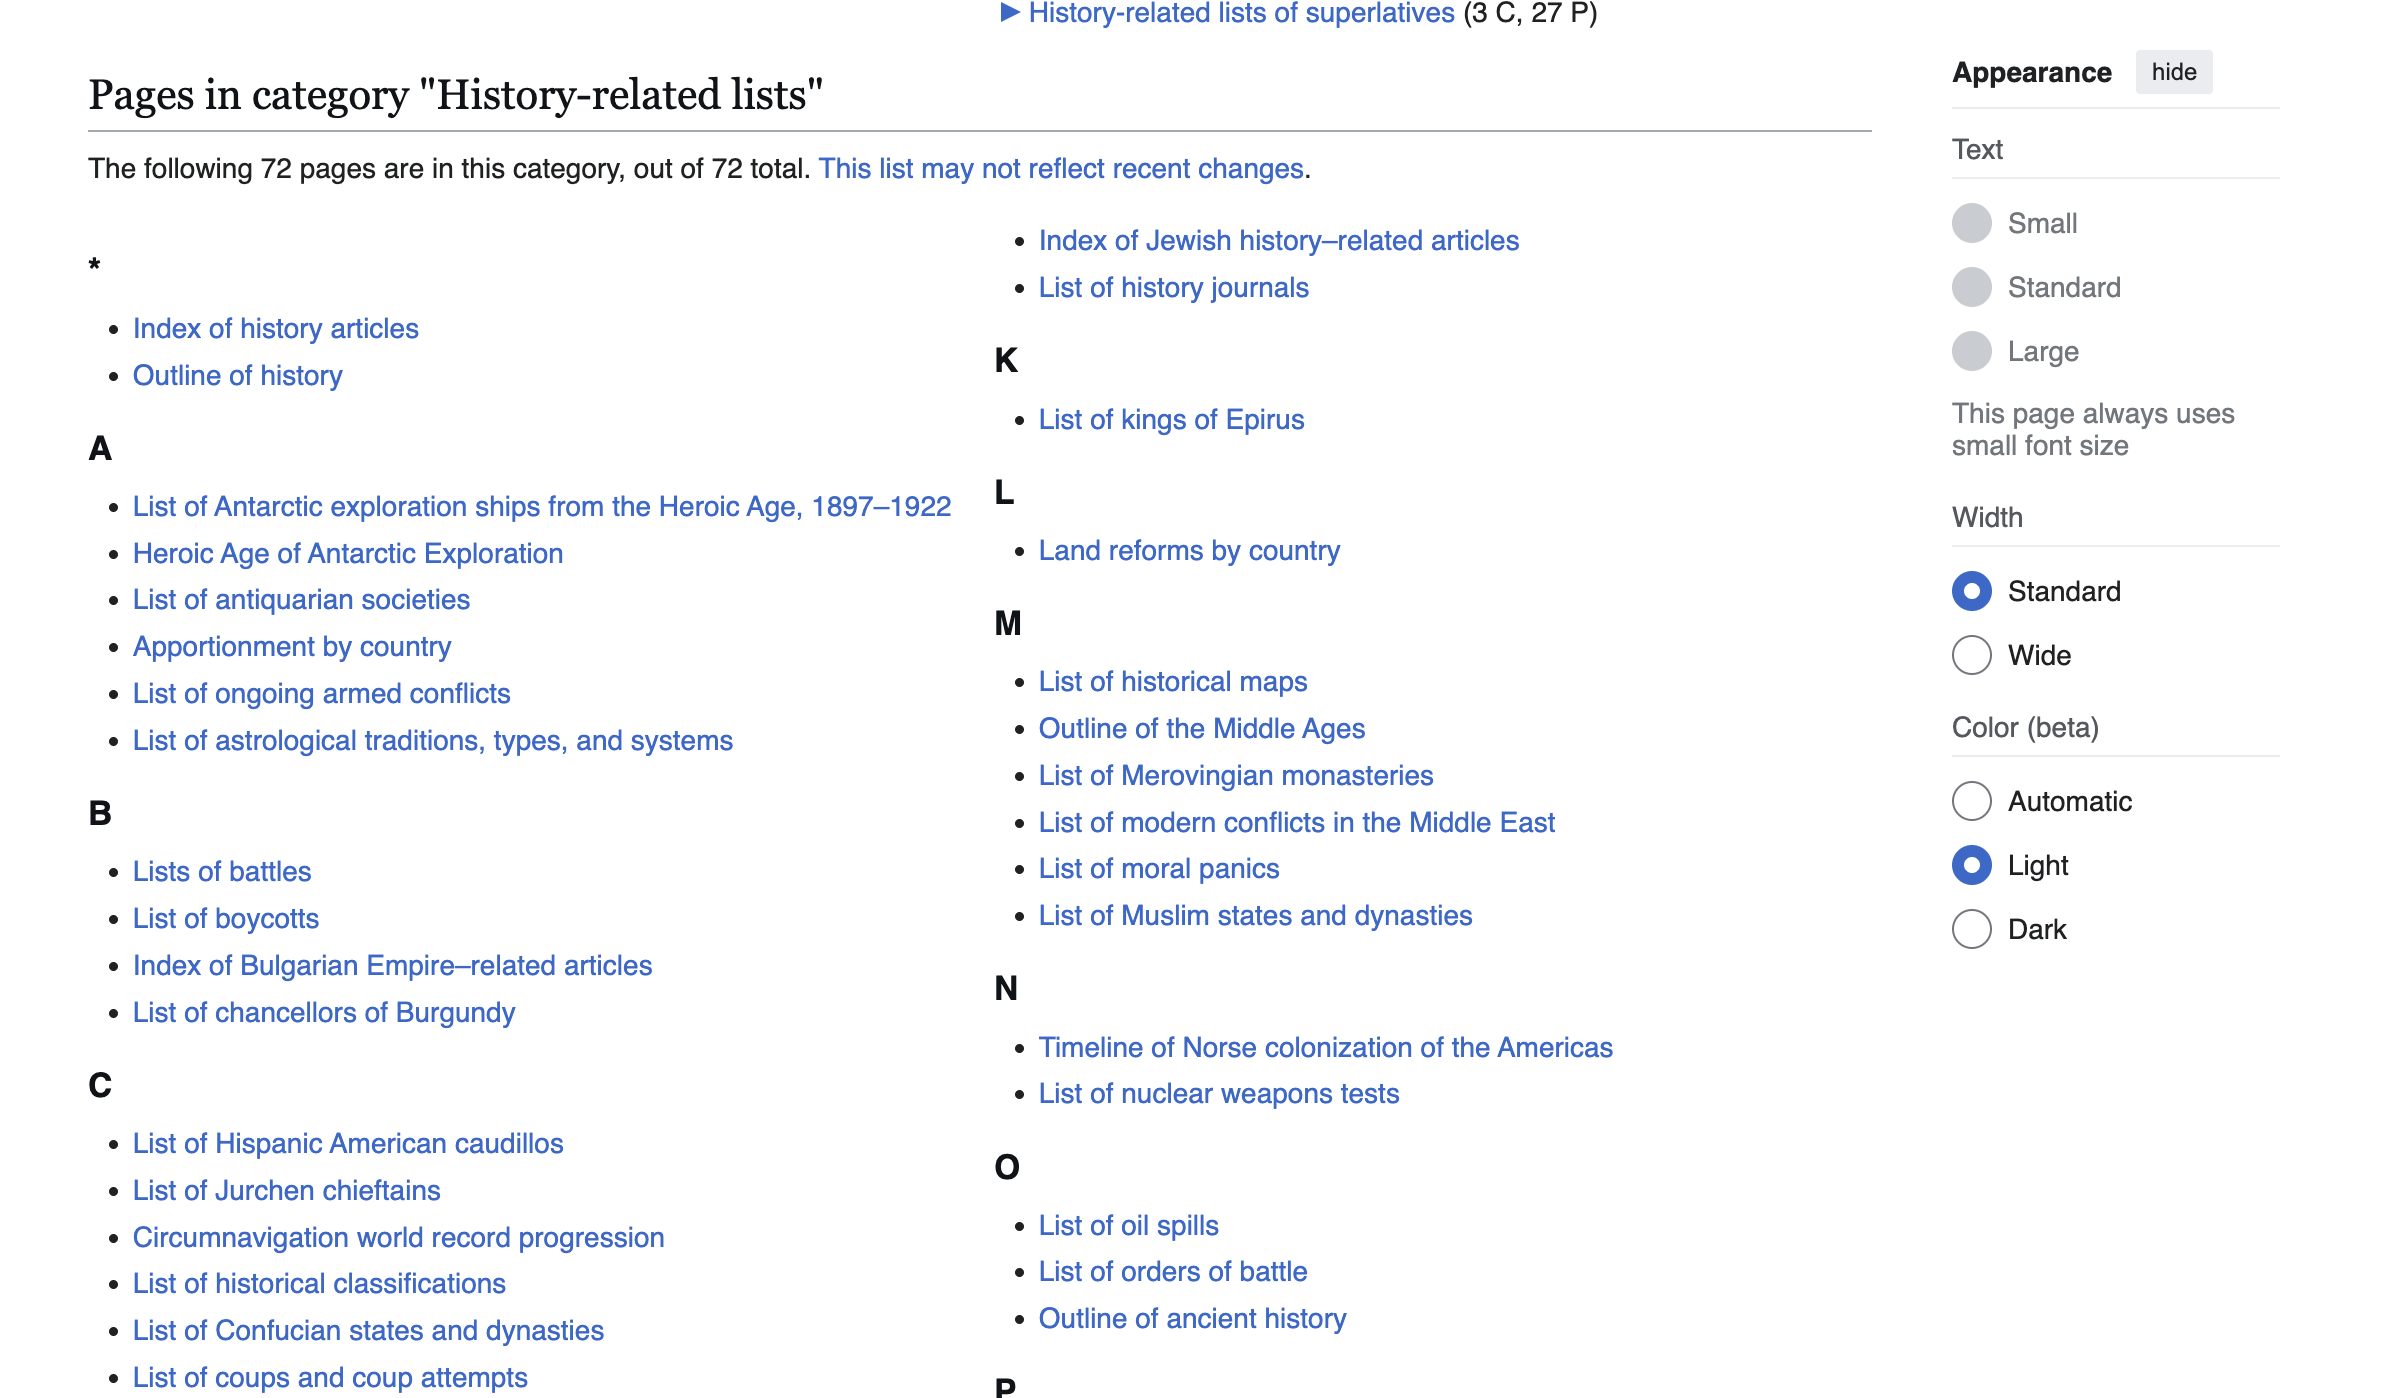 ▶ History-related lists of superlatives (3 C, 27 P)
Pages in category "History-related lists"
The following 72 pages are in this category, out of 72 total. This list may not reflect recent changes.
*
Index of history articles
Outline of history
A
List of Antarctic exploration ships from the Heroic Age, 1897–1922
Heroic Age of Antarctic Exploration
List of antiquarian societies
Apportionment by country
List of ongoing armed conflicts
List of astrological traditions, types, and systems
B
Lists of battles
List of boycotts
Index of Bulgarian Empire–related articles
List of chancellors of Burgundy
C
List of Hispanic American caudillos
List of Jurchen chieftains
Circumnavigation world record progression
List of historical classifications
List of Confucian states and dynasties
List of coups and coup attempts
Index of Jewish history–related articles
List of history journals
K
List of kings of Epirus
L
Land reforms by country
M
List of historical maps
Outline of the Middle Ages
List of Merovingian monasteries
List of modern conflicts in the Middle East
List of moral panics
List of Muslim states and dynasties
N
Timeline of Norse colonization of the Americas
List of nuclear weapons tests
O
List of oil spills
List of orders of battle
Outline of ancient history
P
Appearance hide
Text
Small
Standard
Large
This page always uses
small font size
Width
Standard
Wide
Color (beta)
Automatic
Light
Dark